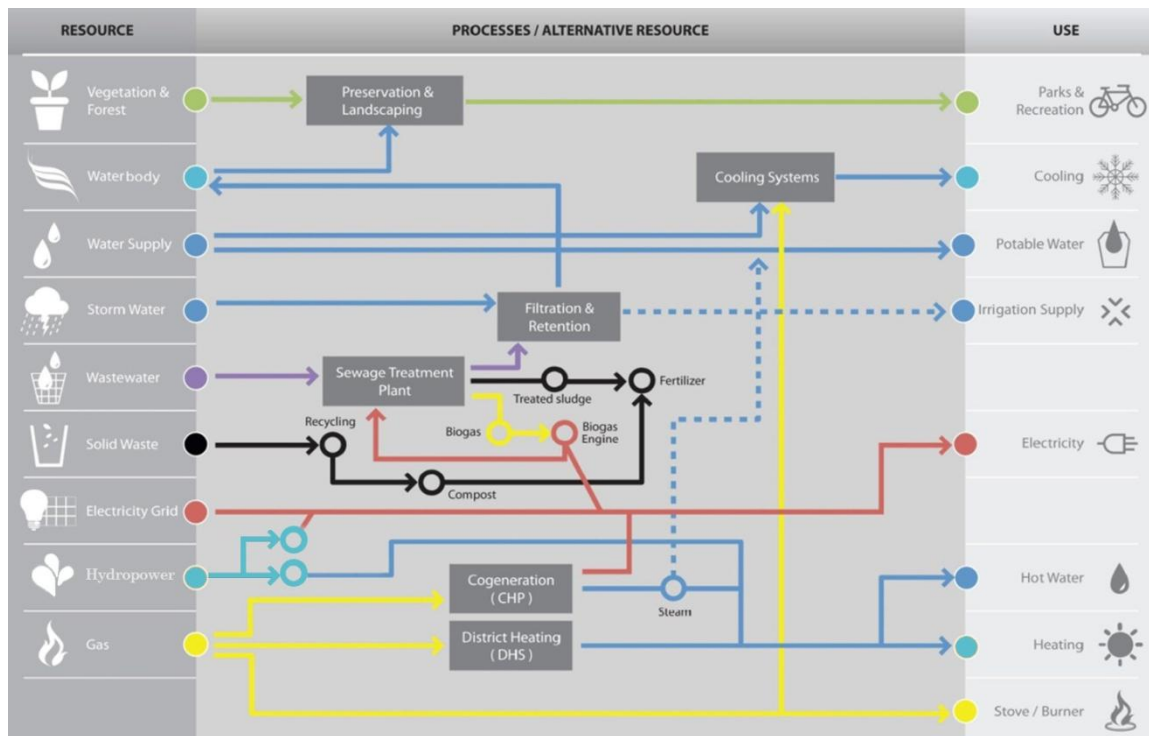 RESOURCE
PROCESSES / ALTERNATIVE RESOURCE
USE
Vegetation &
Forest
Preservation &
Landscaping
Parks &
Recreation
Waterbody
Cooling Systems
Cooling
Water Supply
Potable Water
Storm Water
Filtration &
Retention
Irrigation Supply
Wastewater
Sewage Treatment
Plant
Treated sludge
Fertilizer
Solid Waste
Recycling
Biogas
Biogas
Engine
Compost
Electricity
Electricity Grid
Hydropower
Cogeneration
( CHP )
Steam
Hot Water
Gas
District Heating
( DHS )
Heating
Stove / Burner